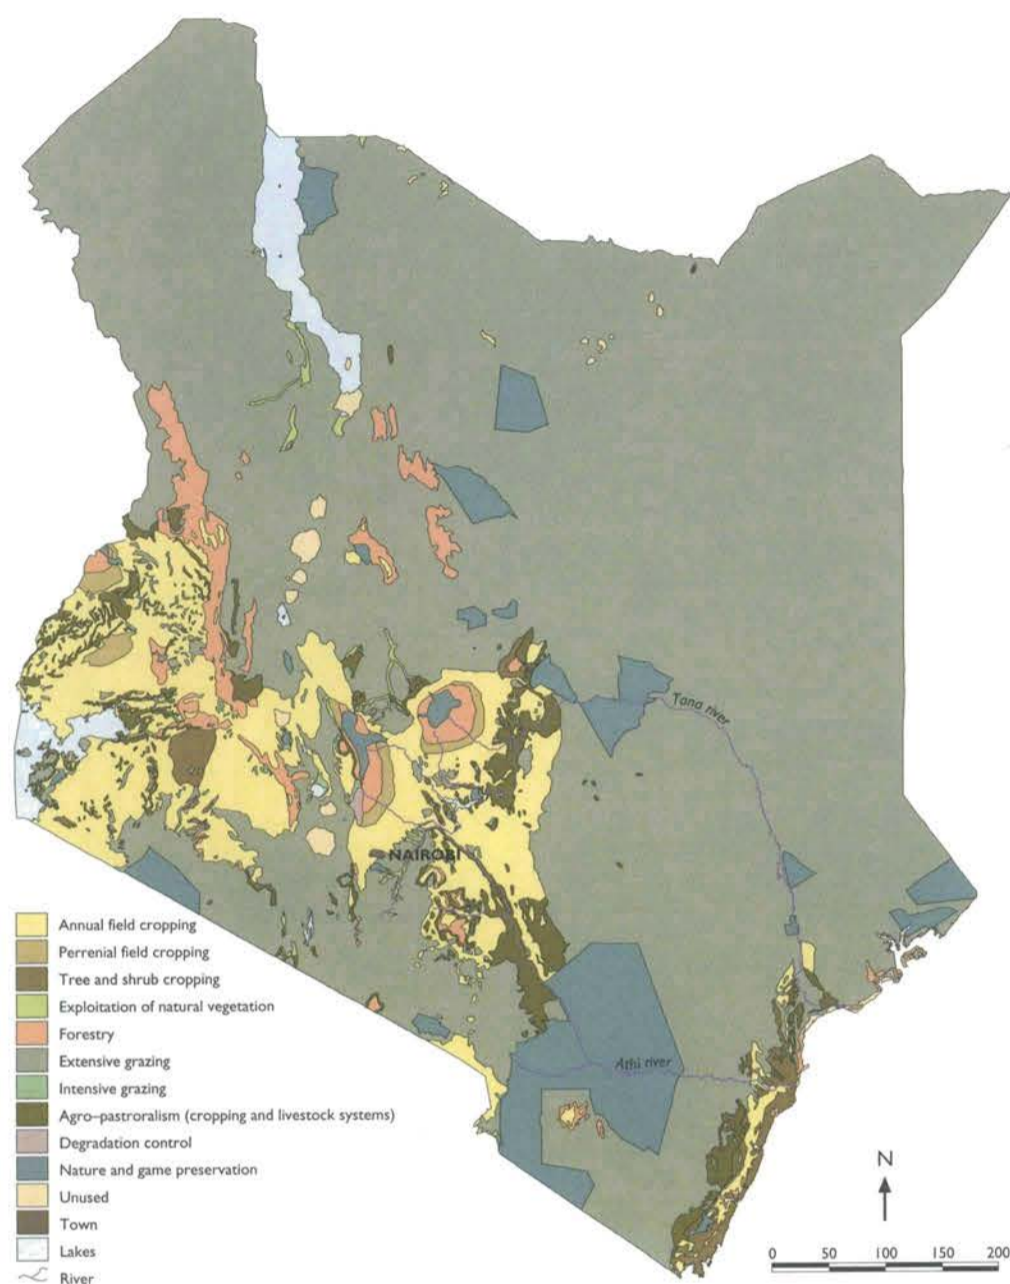 Tana river
NAIROBI
Annual field cropping
Perrenial field cropping
Tree and shrub cropping
Exploitation of natural vegetation
Forestry
Extensive grazing
Intensive grazing
Agro–pastroralism (cropping and livestock systems)
Degradation control
Nature and game preservation
Unused
Town
Lakes
River
Athi river
N
0 50 100 150 200